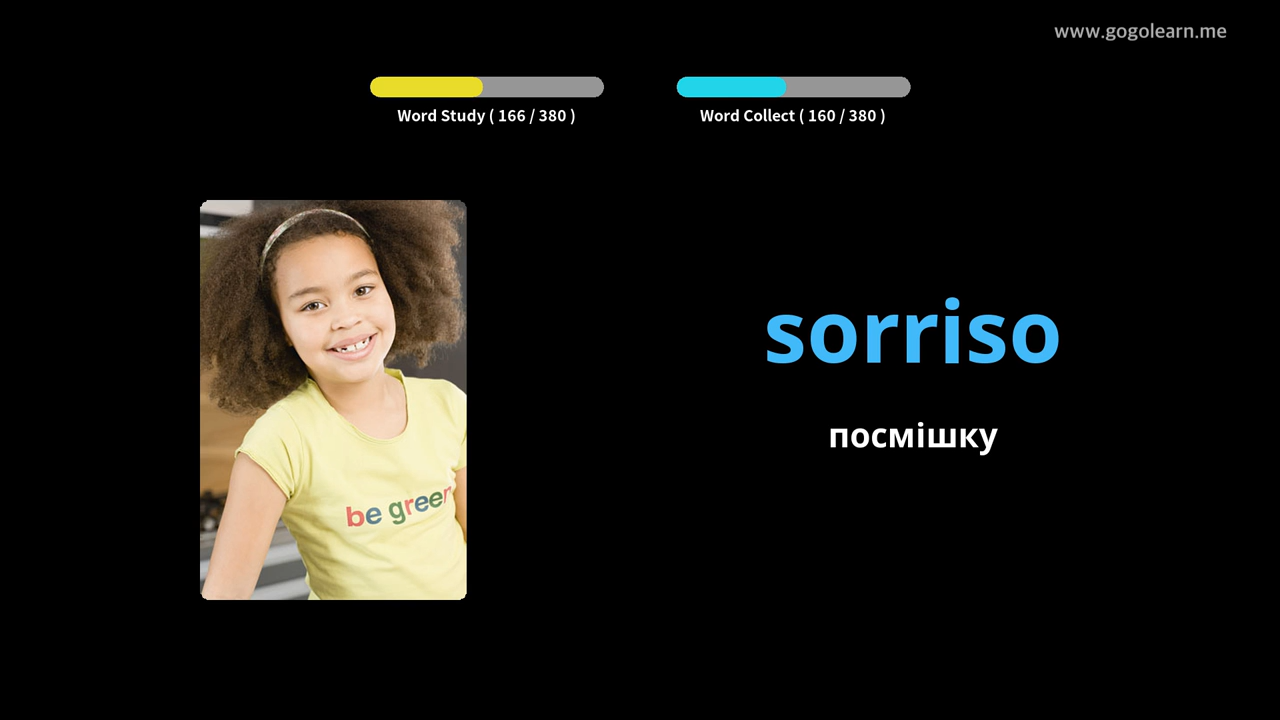 www.gogolearn.me
Word Study ( 166 / 380 )
Word Collect ( 160 / 380 )
sorriso
посмішку
be green